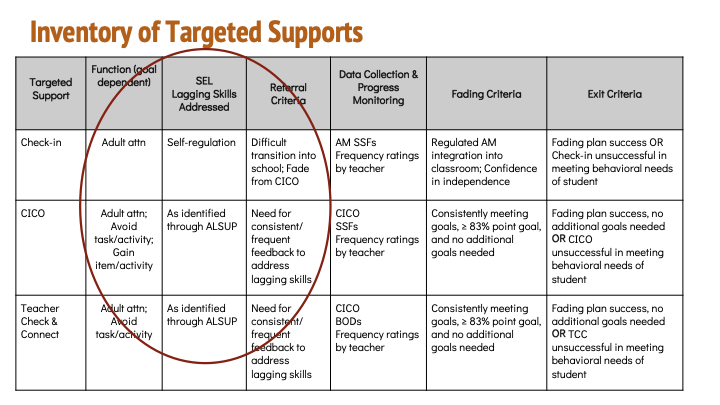 Inventory of Targeted Supports
Targeted
Support
Function (goal
dependent)
SEL
Lagging Skills
Addressed
Referral
Criteria
Data Collection &
Progress
Monitoring
Fading Criteria
Exit Criteria
Check-in
Adult attn
Self-regulation
Difficult
transition into
school; Fade
from CICO
AM SSFs
Frequency ratings
by teacher
Regulated AM
integration into
classroom; Confidence
in independence
Fading plan success OR
Check-in unsuccessful in
meeting behavioral needs
of student
CICO
Adult attn;
Avoid
task/activity;
Gain
item/activity
As identified
through ALSUP
Need for
consistent/
frequent
feedback to
address
lagging skills
CICO
SSFs
Frequency ratings
by teacher
Consistently meeting
goals, ≥ 83% point goal,
and no additional
goals needed
Fading plan success, no
additional goals needed
OR CICO
unsuccessful in meeting
behavioral needs of
student
Teacher
Check &
Connect
Adult attn;
Avoid
task/activity
As identified
through ALSUP
Need for
consistent/
frequent
feedback to
address
lagging skills
CICO
BODs
Frequency ratings
by teacher
Consistently meeting
goals, ≥ 83% point goal,
and no additional
goals needed
Fading plan success, no
additional goals needed
OR TCC
unsuccessful in meeting
behavioral needs of
student